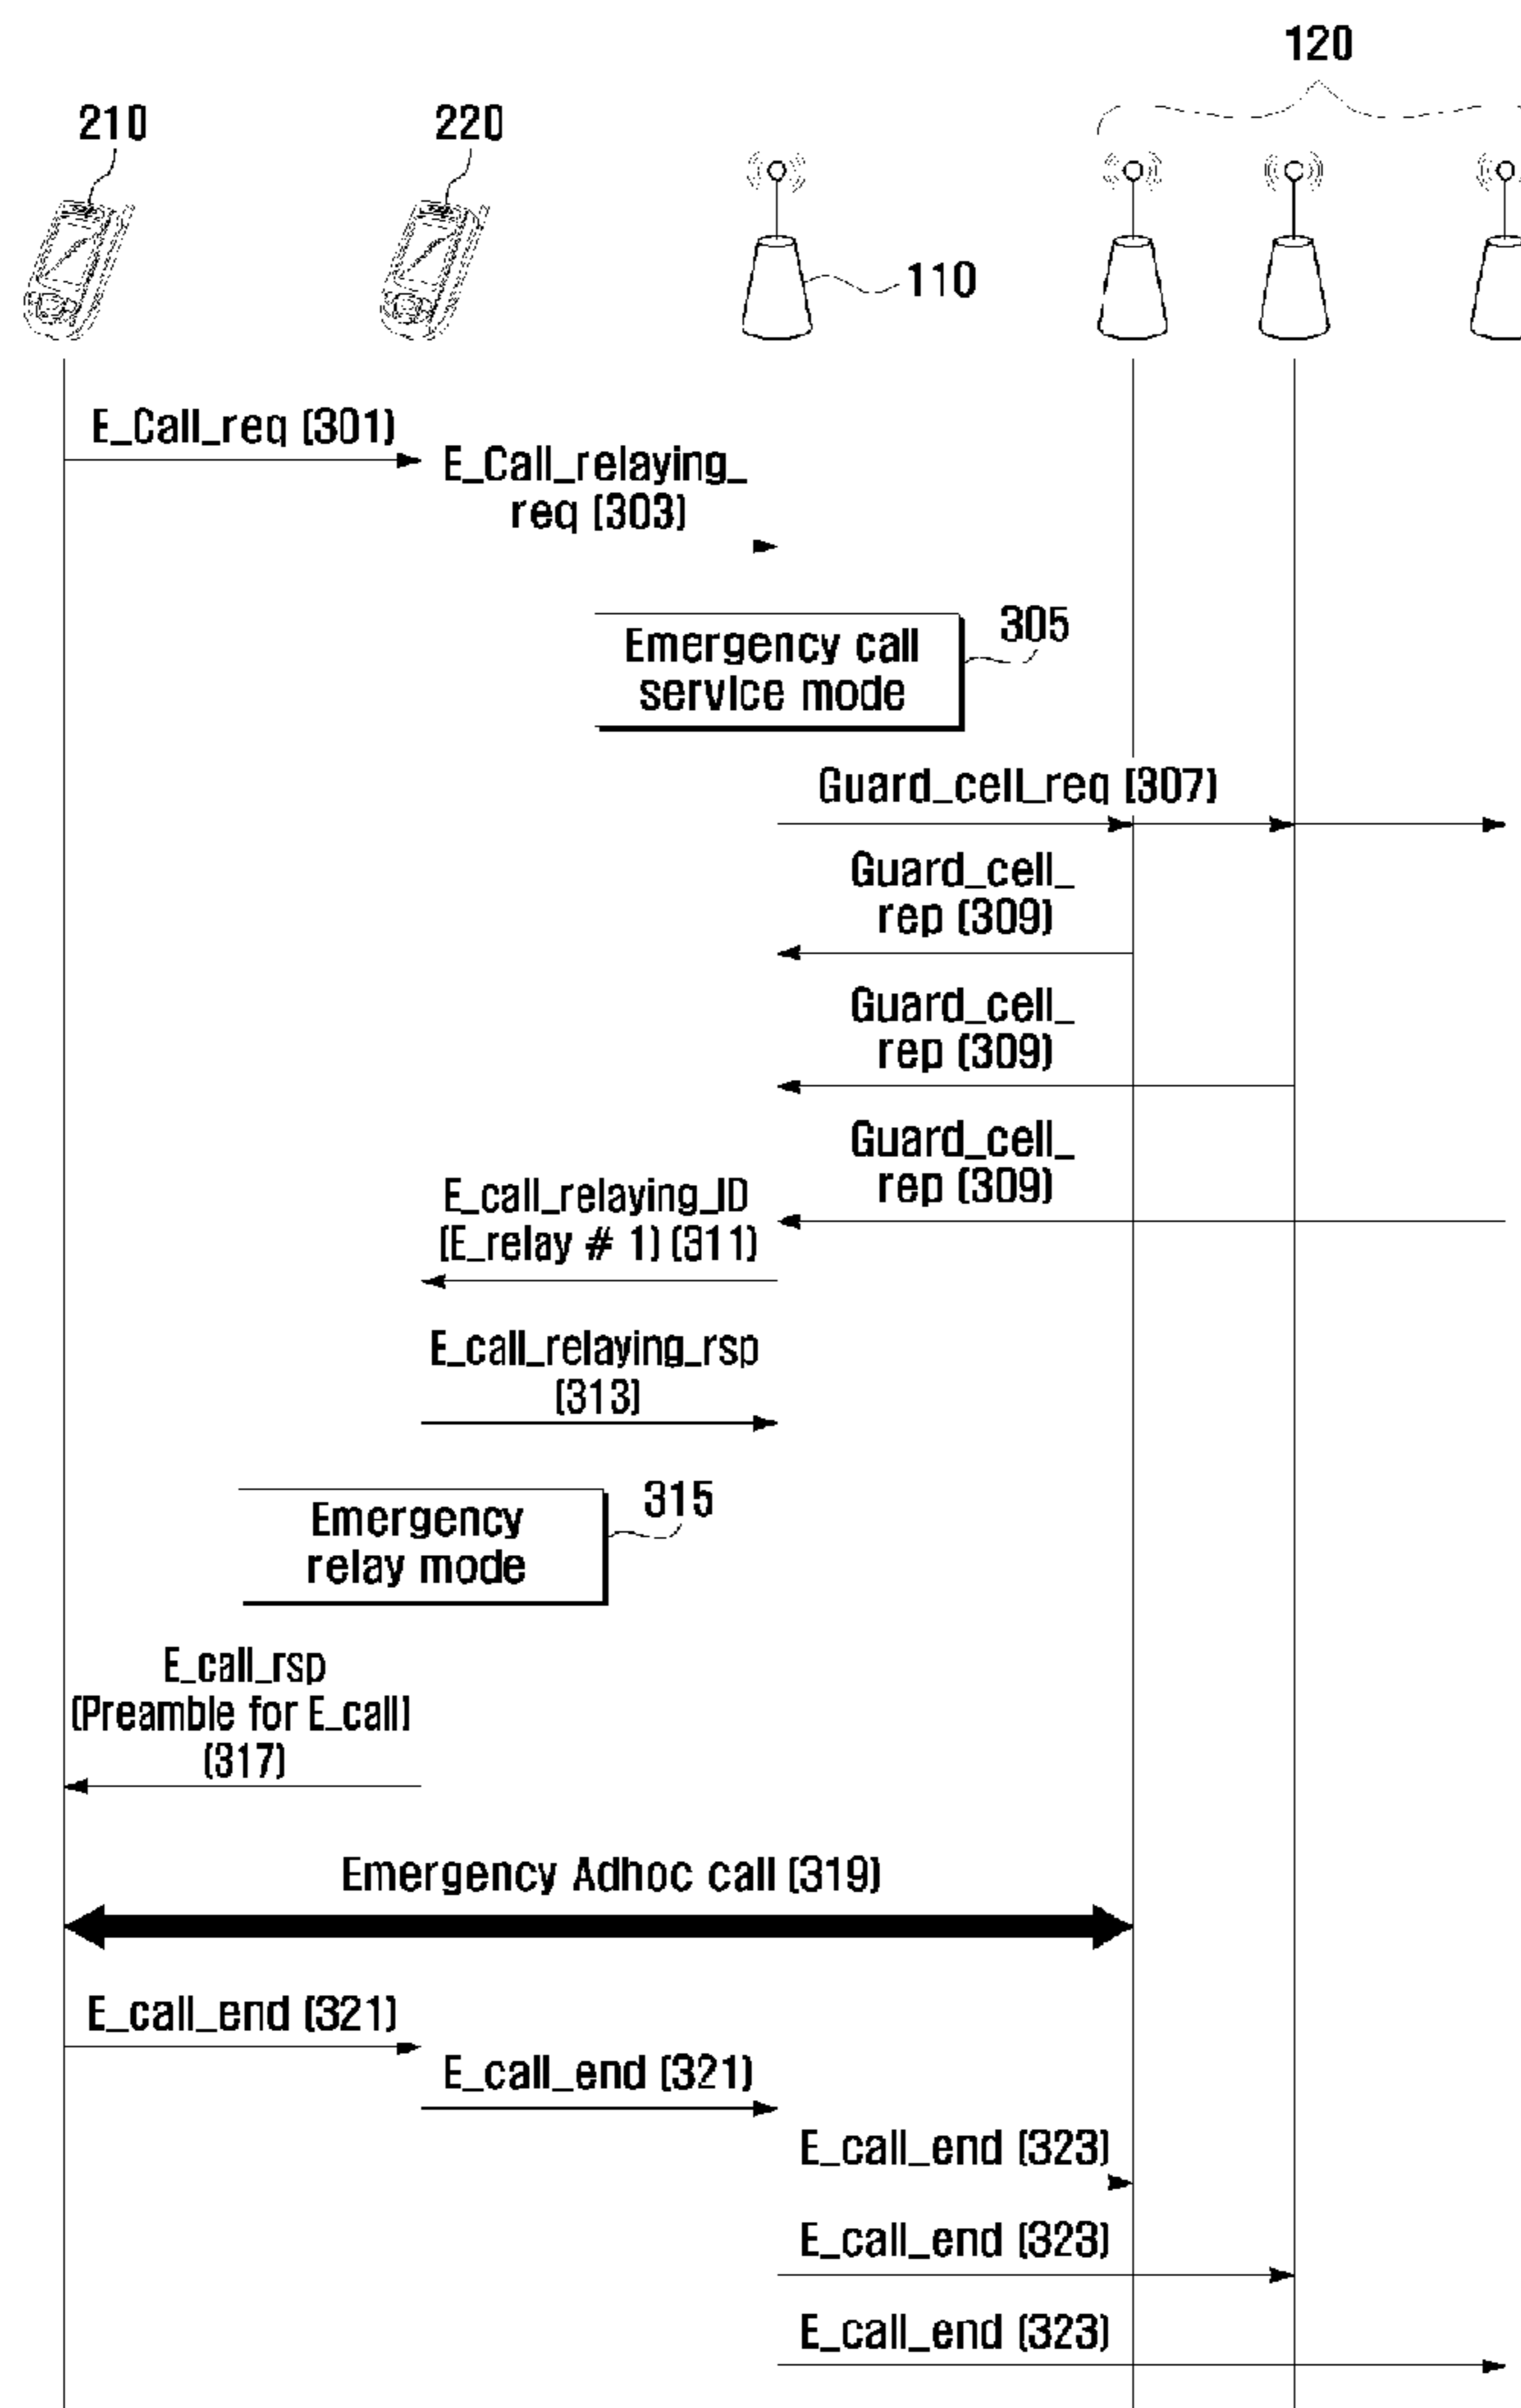 120
210
220
110
E_Call_req (301)
E_Call_relaying_
req (303)
305
Emergency call
service mode
Guard_cell_req (307)
Guard_cell_
rep (309)
Guard_cell_
rep (309)
Guard_cell_
rep (309)
E_call_relaying_ID
(E_relay # 1) (311)
E_call_relaying_rsp
(313)
315
Emergency
relay mode
E_call_rsp
(Preamble for E_call)
(317)
Emergency Adhoc call (319)
E_call_end (321)
E_call_end (321)
E_call_end (323)
E_call_end (323)
E_call_end (323)